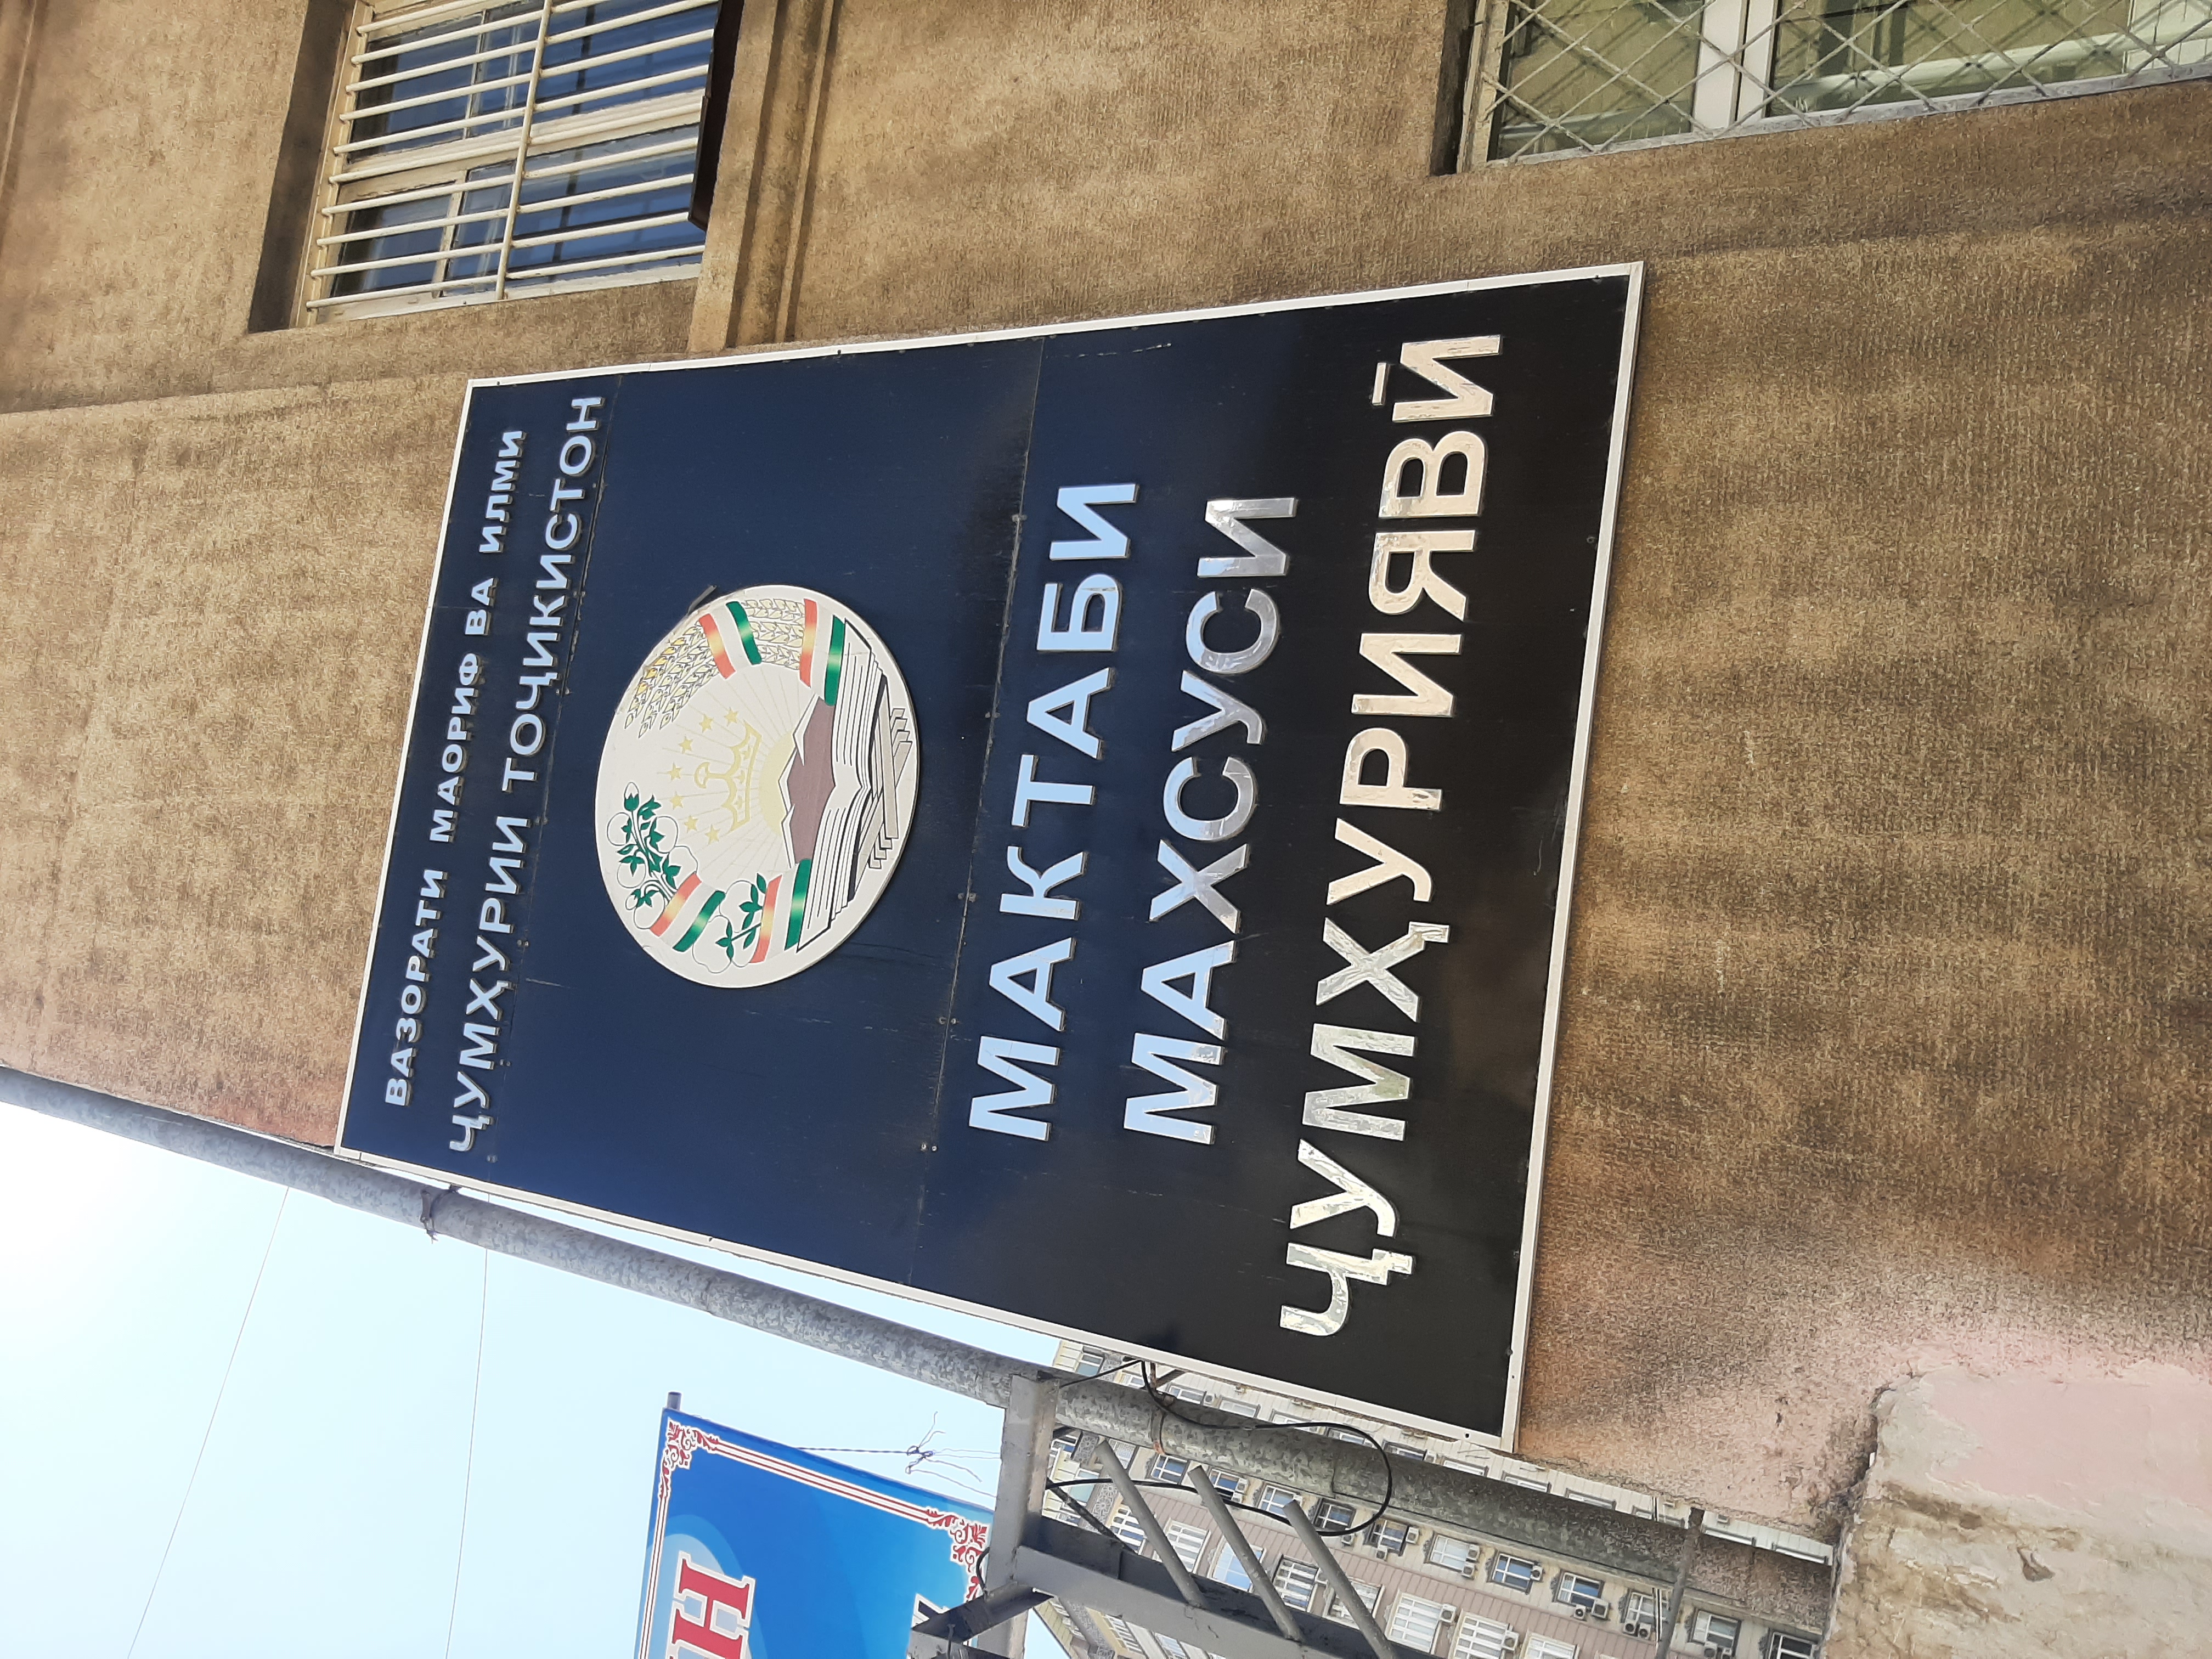 ВАЗОРАТИ МАОРИФ ВА ИЛМИ
ҶУМҲУРИИ ТОҶИКИСТОН
МАКТАБИ
МАХСУСИ
ҶУМҲУРИЯВӢ